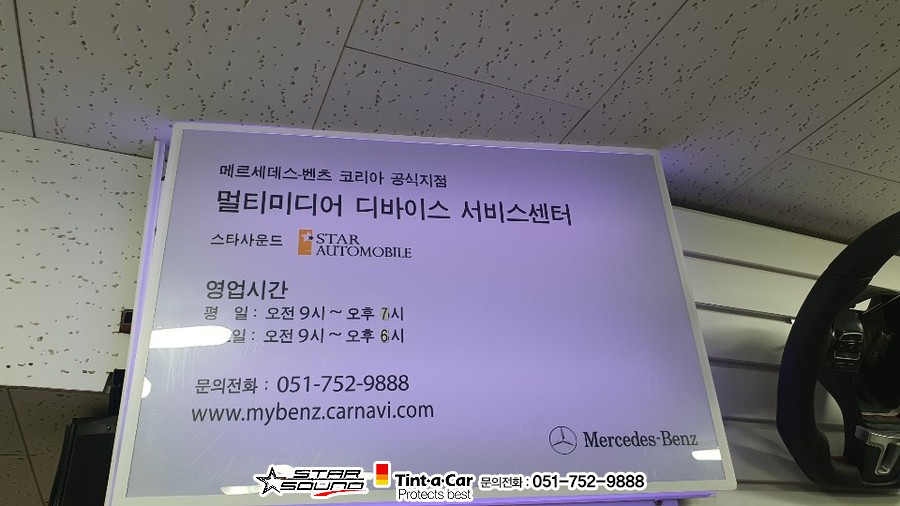 메르세데스-벤츠 코리아 공식지점
멀티미디어 디바이스 서비스센터
스타사운드 STAR AUTOMOBILE
영업시간
평 일 : 오전 9시 ~ 오후 7시
일 : 오전 9시 ~ 오후 6시
문의전화 : 051-752-9888
www.mybenz.carnavi.com
Mercedes-Benz
STAR SOUND Tint-a-Car Protects best 문의전화 : 051-752-9888